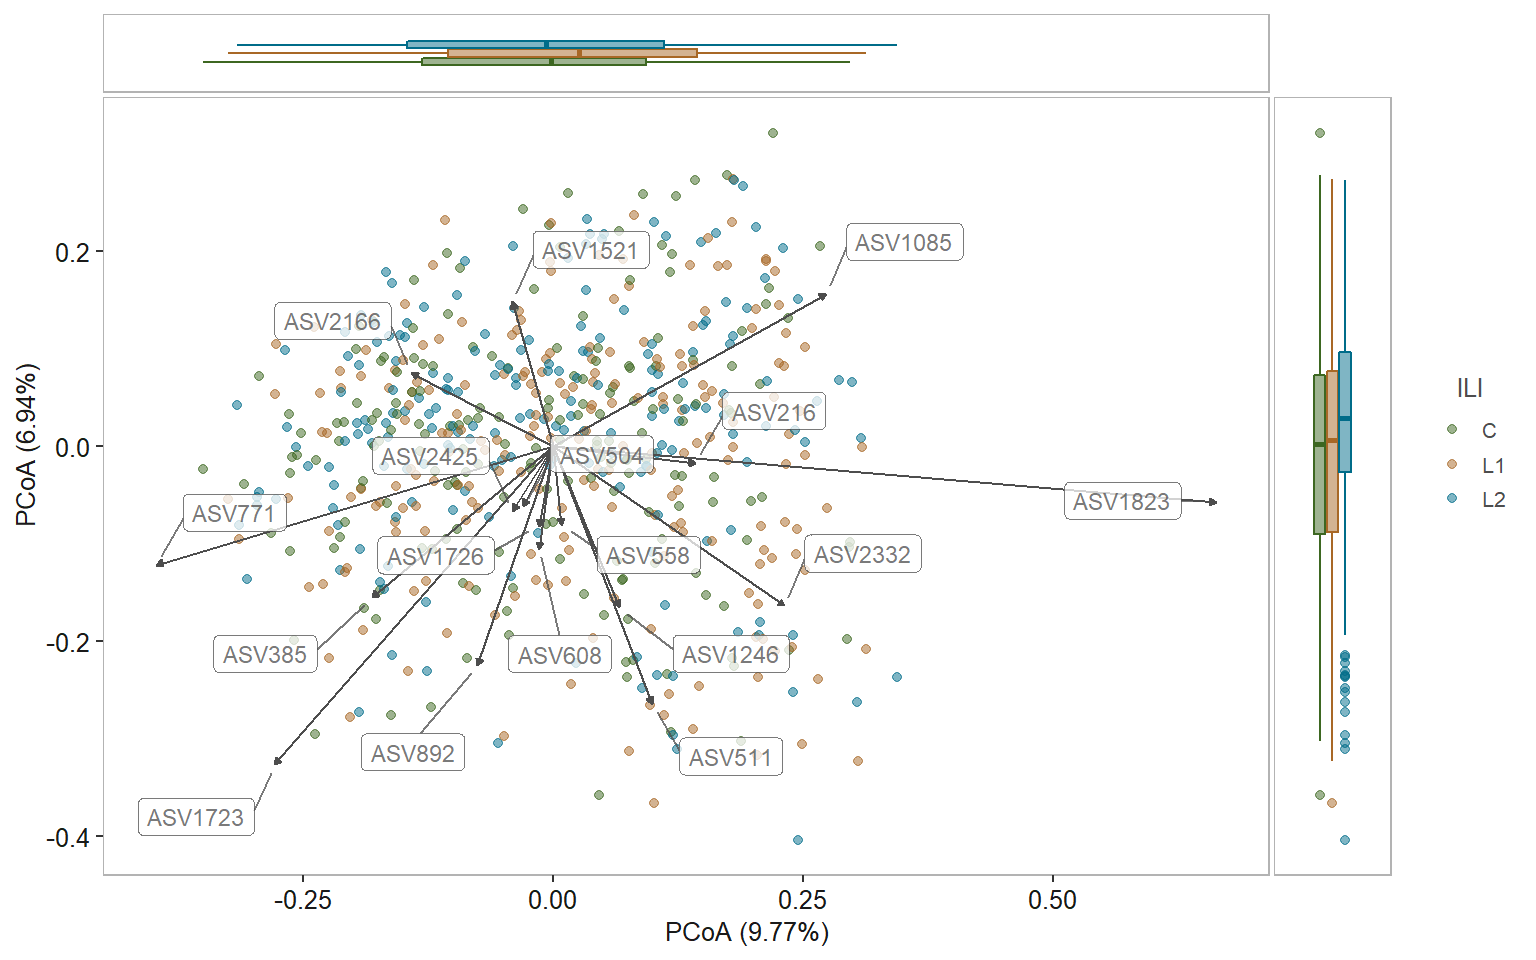 ASV1521
ASV1085
ASV2166
ASV216
ASV2425
ASV504
ASV1823
ASV771
ASV1726
ASV558
ASV2332
ASV385
ASV608
ASV1246
ASV892
ASV511
ASV1723
0.2
0.0
-0.2
-0.4
PCoA (6.94%)
-0.25
0.00
0.25
0.50
PCoA (9.77%)
ILI
C
L1
L2